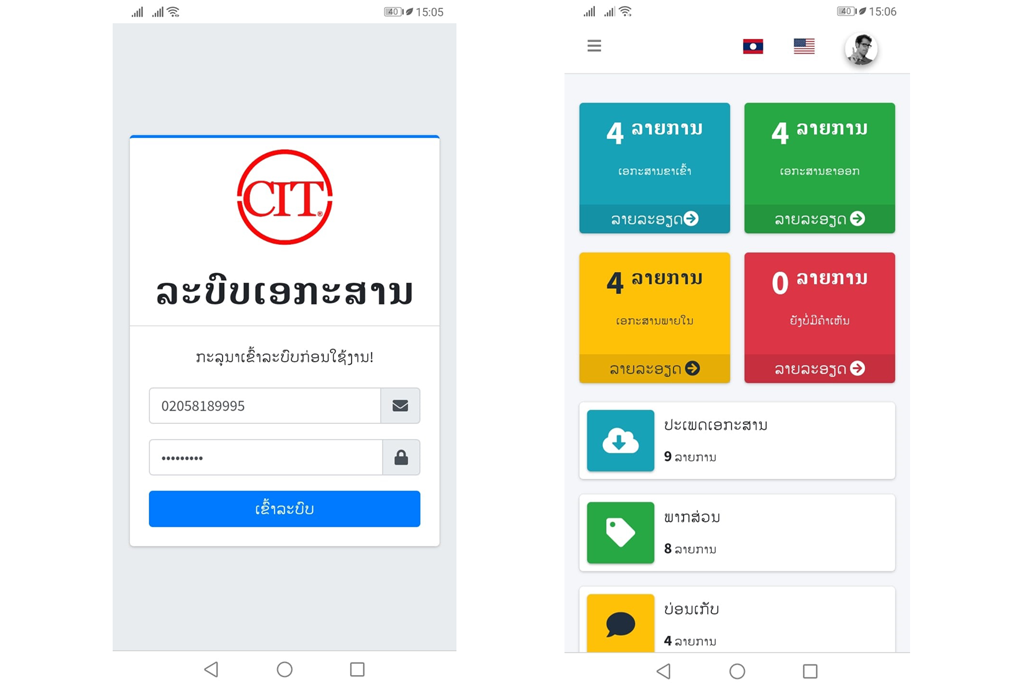 40 15:05
CIT®
ລະບົບເອກະສານ
ກະລຸນາເຂົ້າລະບົບກ່ອນໃຊ້ງານ!
02058189995
•••••••••
ເຂົ້າລະບົບ
40 15:06
4 ລາຍການ
ເອກະສານຂາເຂົ້າ
ລາຍລະອຽດ
4 ລາຍການ
ເອກະສານຂາອອກ
ລາຍລະອຽດ
4 ລາຍການ
ເອກະສານພາຍໃນ
ລາຍລະອຽດ
0 ລາຍການ
ຍັງບໍ່ມີຄຳເຫັນ
ລາຍລະອຽດ
ປະເພດເອກະສານ
9 ລາຍການ
ພາກສ່ວນ
8 ລາຍການ
ບ່ອນເກັບ
4 ລາຍການ